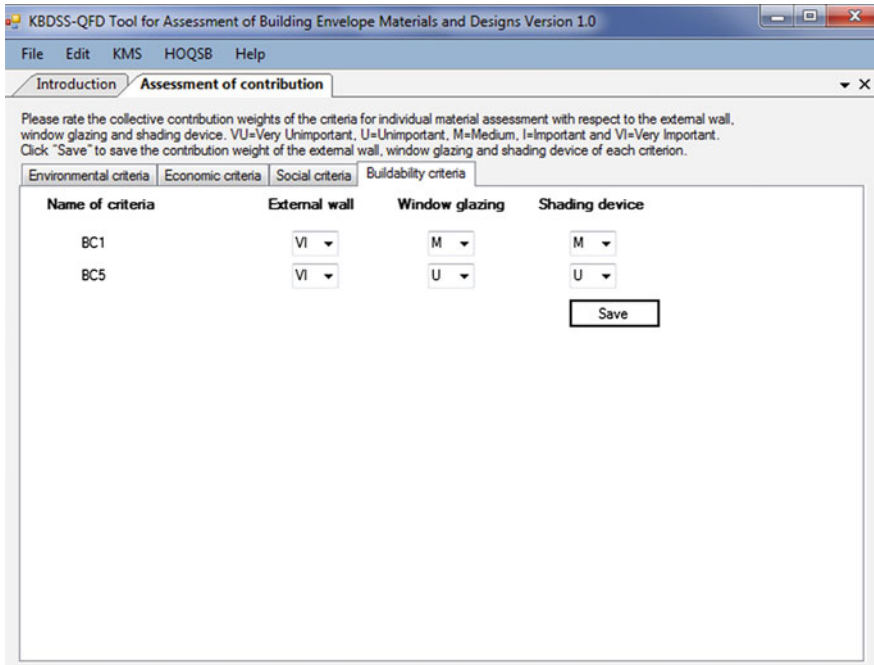 KBDSS-QFD Tool for Assessment of Building Envelope Materials and Designs Version 1.0
File Edit KMS HOQSB Help
Introduction Assessment of contribution
Please rate the collective contribution weights of the criteria for individual material assessment with respect to the external wall,
window glazing and shading device. VU=Very Unimportant, U=Unimportant, M=Medium, I=Important and VI=Very Important.
Click "Save" to save the contribution weight of the external wall, window glazing and shading device of each criterion.
Environmental criteria Economic criteria Social criteria Buildability criteria
Name of criteria External wall Window glazing Shading device
BC1 VI M M
BC5 VI U U
Save